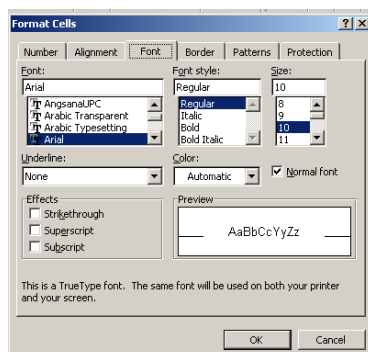 Format Cells ? X
Number Alignment Font Border Patterns Protection
Font: Font style: Size:
Arial Regular 10
AngsanaUPC Regular 8
Arabic Transparent Italic 9
Arabic Typesetting Bold 10
Arial Bold Italic 11
Underline: Color:
None Automatic Normal font
Effects Preview
Strikethrough
Superscript AaBbCcYyZz
Subscript
This is a TrueType font. The same font will be used on both your printer
and your screen.
OK Cancel